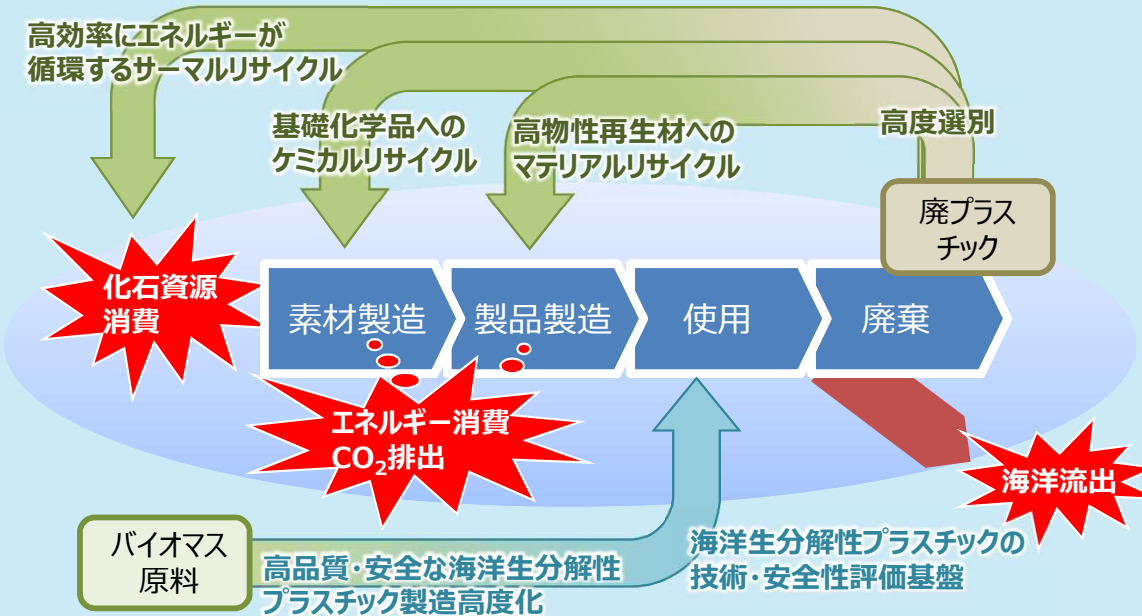 高効率にエネルギーが
循環するサーマルリサイクル
基礎化学品への
ケミカルリサイクル
高物性再生材への
マテリアルリサイクル
高度選別
廃プラス
チック
化石資源
消費
素材製造
製品製造
使用
廃棄
エネルギー消費
CO₂排出
海洋流出
バイオマス
原料
高品質・安全な海洋生分解性
プラスチック製造高度化
海洋生分解性プラスチックの
技術・安全性評価基盤